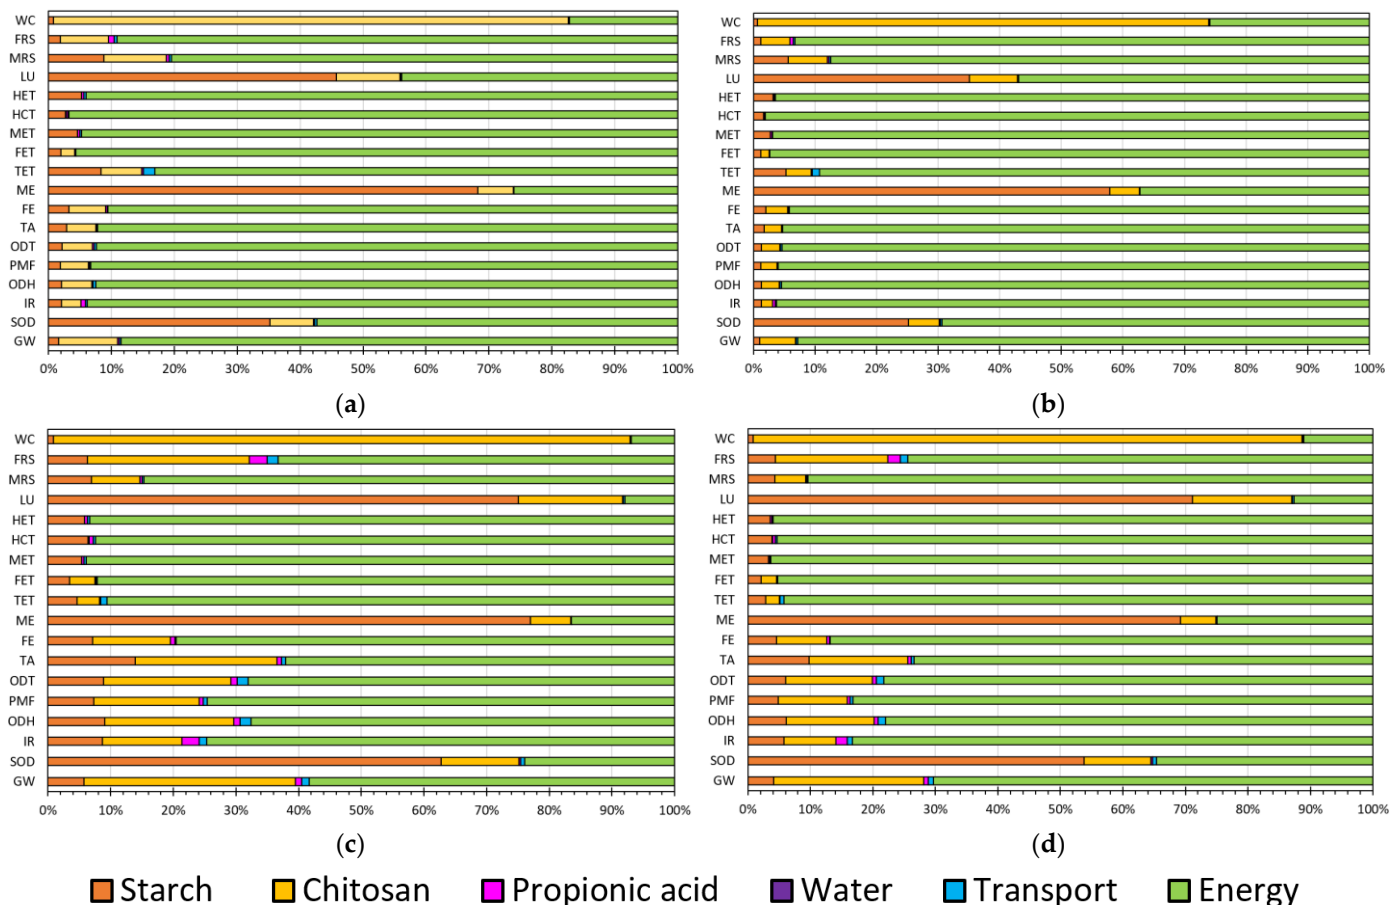 WC
FRS
MRS
LU
HET
HCT
MET
FET
TET
ME
FE
TA
ODT
PMF
ODH
IR
SOD
GW
0% 10% 20% 30% 40% 50% 60% 70% 80% 90% 100%
(a)
WC
FRS
MRS
LU
HET
HCT
MET
FET
TET
ME
FE
TA
ODT
PMF
ODH
IR
SOD
GW
0% 10% 20% 30% 40% 50% 60% 70% 80% 90% 100%
(b)
WC
FRS
MRS
LU
HET
HCT
MET
FET
TET
ME
FE
TA
ODT
PMF
ODH
IR
SOD
GW
0% 10% 20% 30% 40% 50% 60% 70% 80% 90% 100%
(c)
WC
FRS
MRS
LU
HET
HCT
MET
FET
TET
ME
FE
TA
ODT
PMF
ODH
IR
SOD
GW
0% 10% 20% 30% 40% 50% 60% 70% 80% 90% 100%
(d)
Starch Chitosan Propionic acid Water Transport Energy